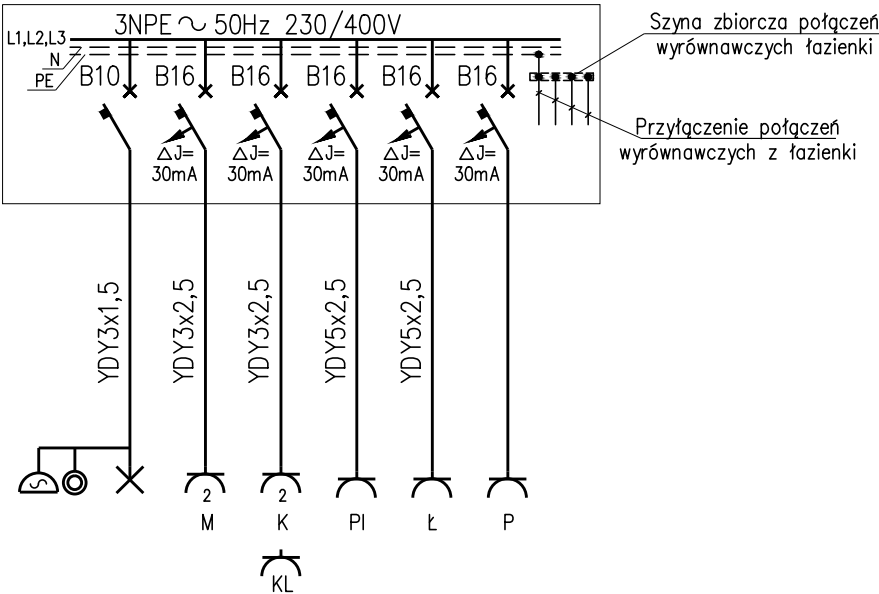 3NPE ~ 50Hz 230/400V
L1,L2,L3
N
PE
B10 B16 B16 B16 B16 B16
ΔJ= ΔJ= ΔJ= ΔJ= ΔJ=
30mA 30mA 30mA 30mA 30mA
Szyna zbiorcza połączeń
wyrównawczych łazienki
Przyłączenie połączeń
wyrównawczych z łazienki
YDY3x1,5
YDY3x2,5
YDY3x2,5
YDY5x2,5
YDY5x2,5
2 2
M K PI Ł P
KL